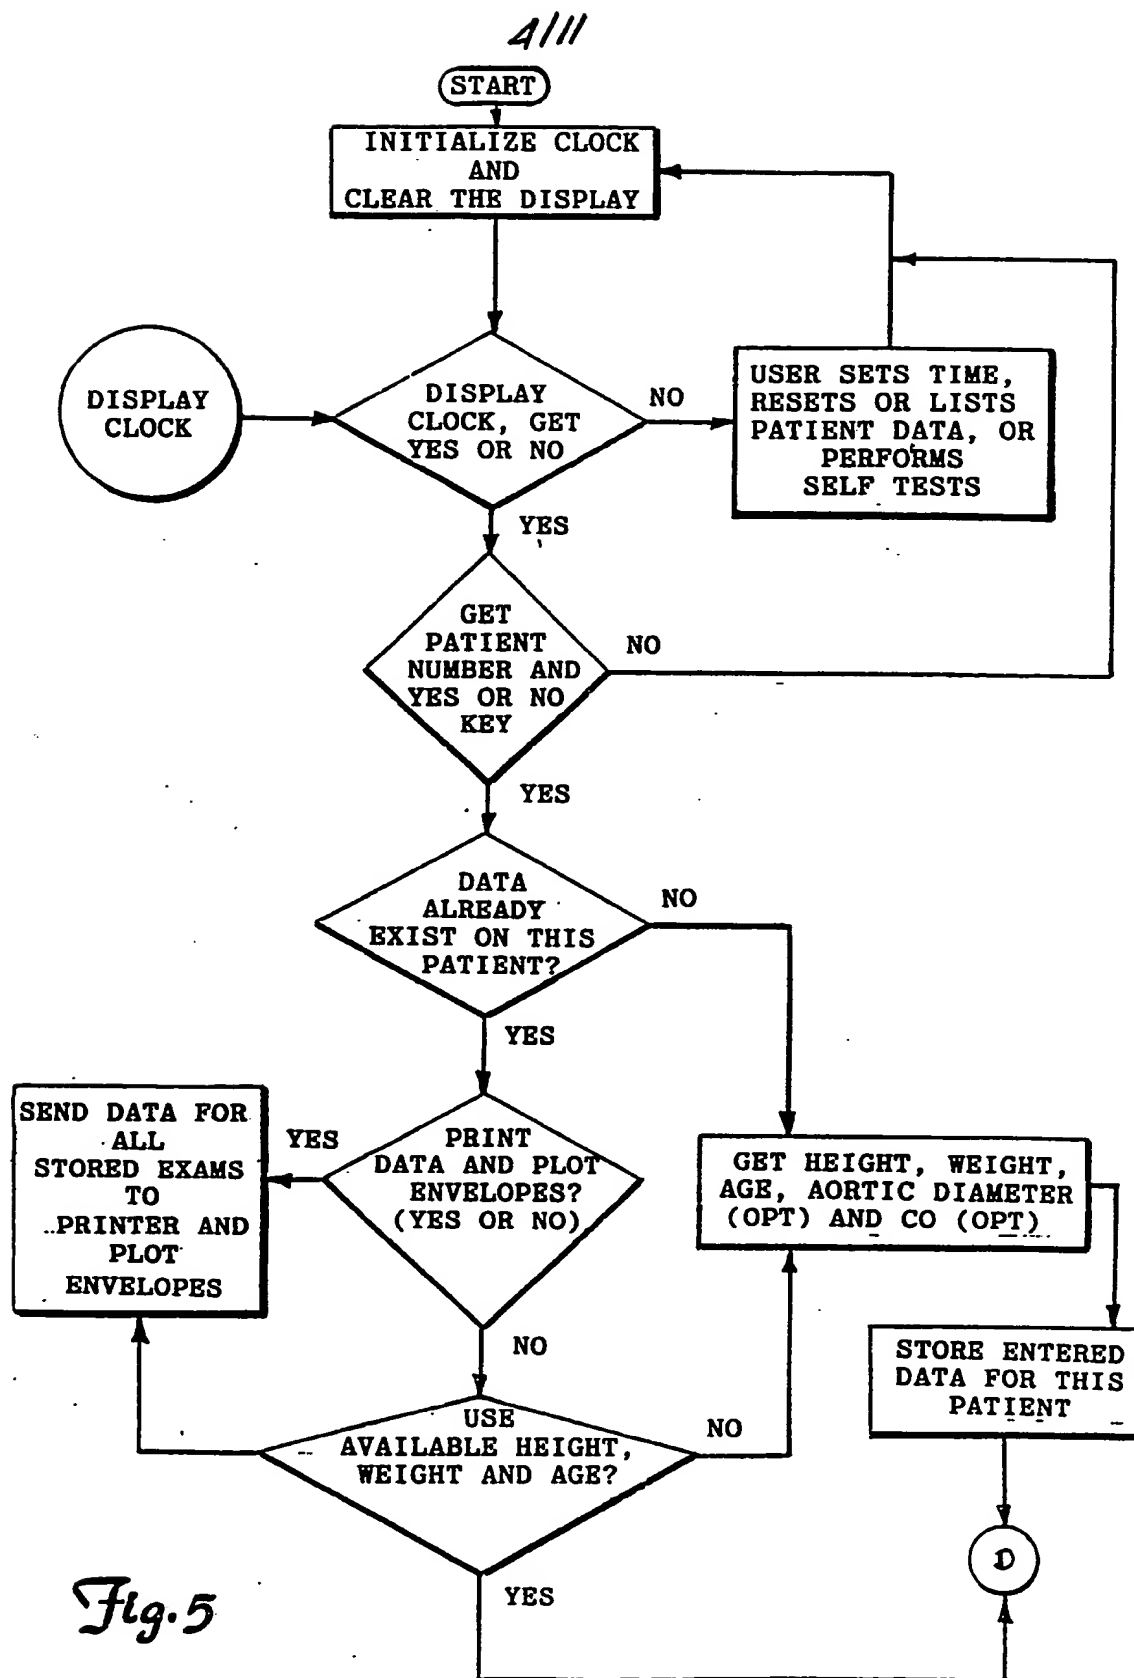 4/11
START
INITIALIZE CLOCK
AND
CLEAR THE DISPLAY
DISPLAY
CLOCK
DISPLAY
CLOCK, GET
YES OR NO
NO
USER SETS TIME,
RESETS OR LISTS
PATIENT DATA, OR
PERFORMS
SELF TESTS
YES
GET
PATIENT
NUMBER AND
YES OR NO
KEY
NO
YES
DATA
ALREADY
EXIST ON THIS
PATIENT?
NO
YES
SEND DATA FOR
ALL
STORED EXAMS
TO
PRINTER AND
PLOT
ENVELOPES
YES
PRINT
DATA AND PLOT
ENVELOPES?
(YES OR NO)
GET HEIGHT, WEIGHT,
AGE, AORTIC DIAMETER
(OPT) AND CO (OPT)
NO
STORE ENTERED
DATA FOR THIS
PATIENT
USE
AVAILABLE HEIGHT,
WEIGHT AND AGE?
NO
D
YES
Fig. 5